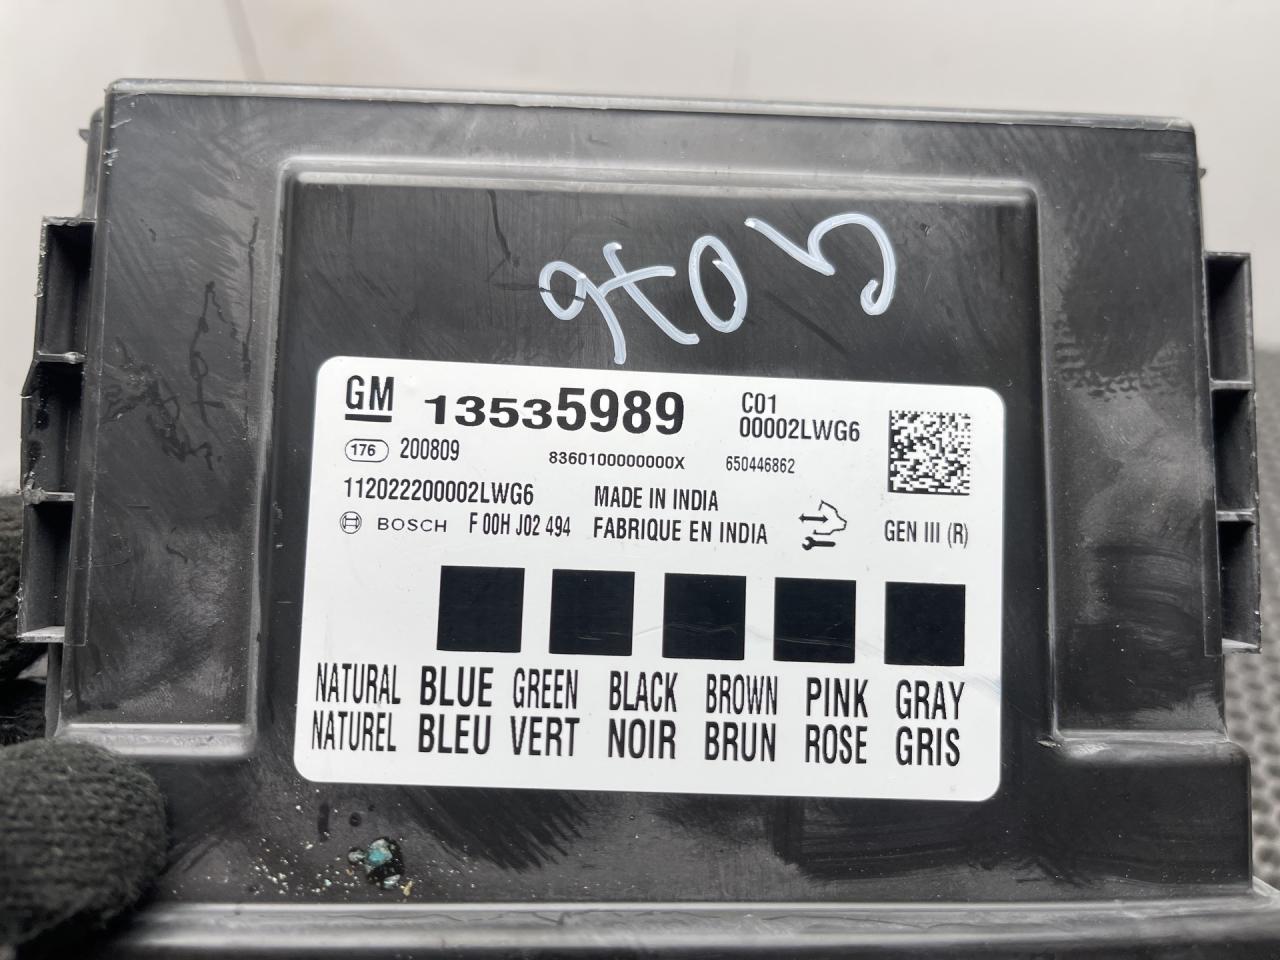 GM 13535989 C01
00002LWG6
176 200809 8360100000000X 650446862
112022200002LWG6 MADE IN INDIA
BOSCH F 00H J02 494 FABRIQUE EN INDIA GEN III (R)
NATURAL BLUE GREEN BLACK BROWN PINK GRAY
NATUREL BLEU VERT NOIR BRUN ROSE GRIS